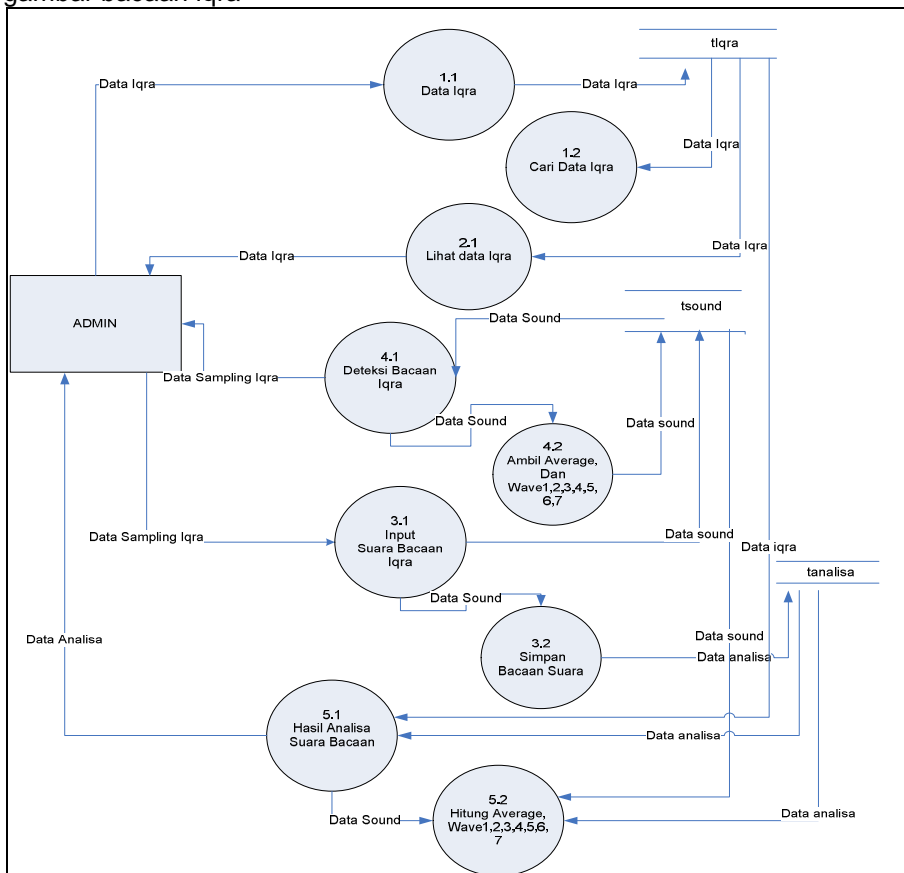 gambar bacaan Iqra
tIqra
1.1
Data Iqra
Data Iqra
Data Iqra
Data Iqra
1.2
Cari Data Iqra
2.1
Lihat data Iqra
Data Iqra
Data Iqra
ADMIN
tsound
Data Sound
4.1
Deteksi Bacaan
Iqra
Data Sampling Iqra
Data Sound
Data sound
4.2
Ambil Average,
Dan
Wave1,2,3,4,5,
6,7
3.1
Input
Suara Bacaan
Iqra
Data Sampling Iqra
Data sound
Data iqra
tanalisa
Data Sound
Data Analisa
3.2
Simpan
Bacaan Suara
Data sound
Data analisa
5.1
Hasil Analisa
Suara Bacaan
Data analisa
5.2
Hitung Average,
Wave1,2,3,4,5,6,
7
Data Sound
Data analisa